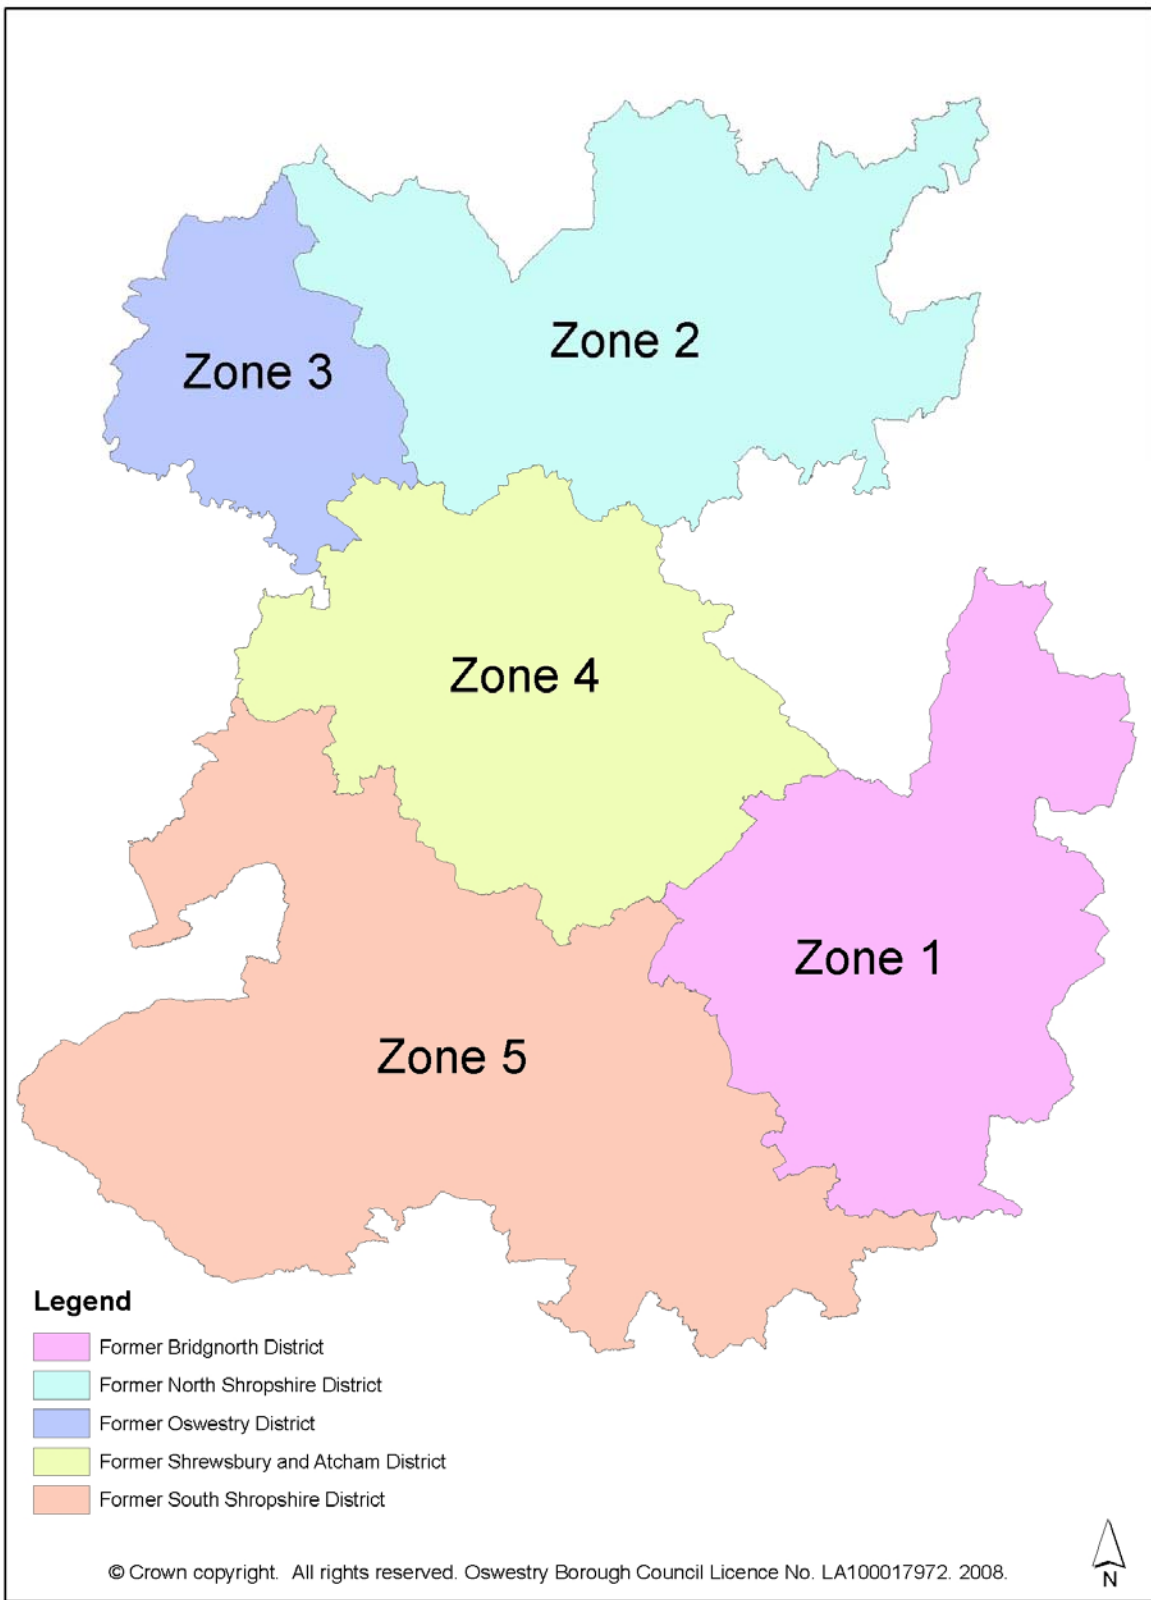 Zone 2
Zone 3
Zone 4
Zone 1
Zone 5
Legend
Former Bridgnorth District
Former North Shropshire District
Former Oswestry District
Former Shrewsbury and Atcham District
Former South Shropshire District
© Crown copyright. All rights reserved. Oswestry Borough Council Licence No. LA100017972. 2008.
N